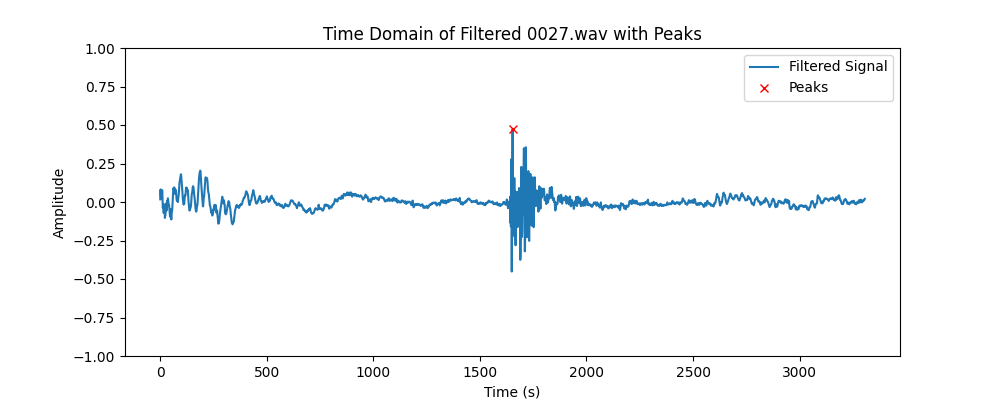 Time Domain of Filtered 0027.wav with Peaks
1.00
0.75
0.50
0.25
0.00
−0.25
−0.50
−0.75
−1.00
Amplitude
Filtered Signal
Peaks
0 500 1000 1500 2000 2500 3000
Time (s)